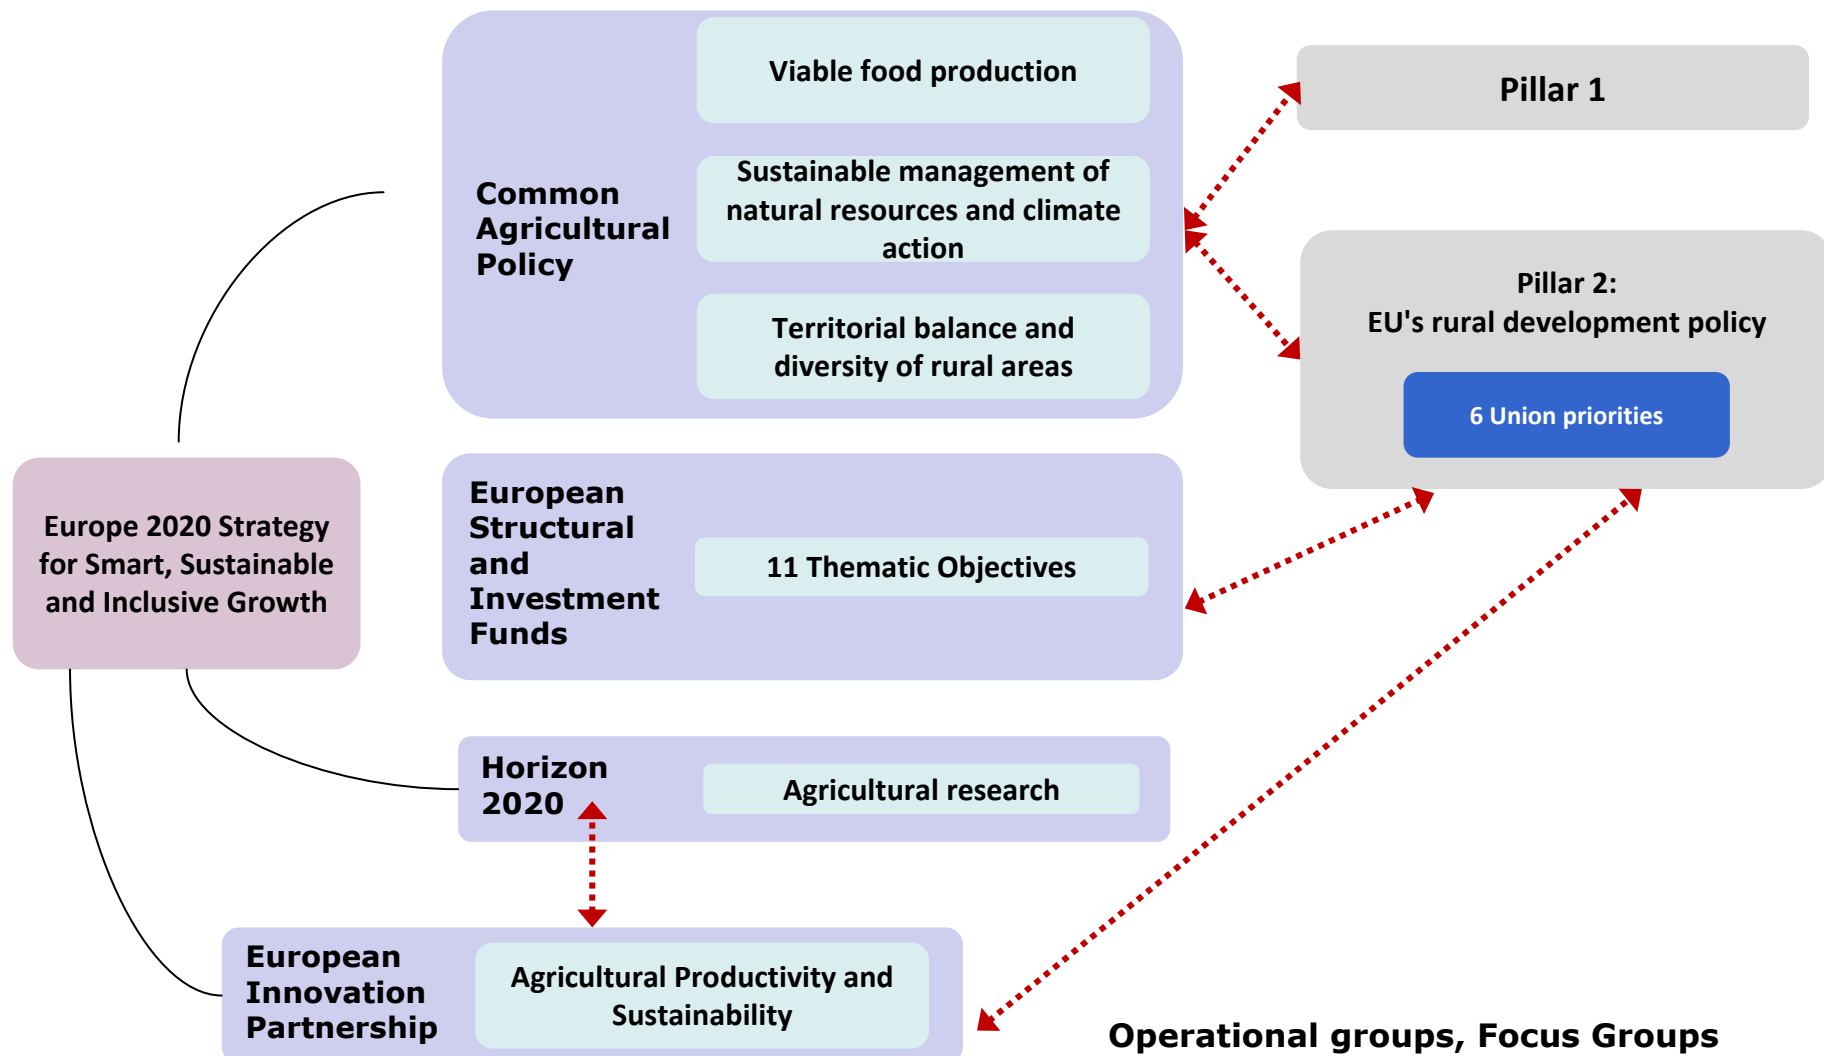 Viable food production
Common
Agricultural
Policy
Sustainable management of
natural resources and climate
action
Territorial balance and
diversity of rural areas
Pillar 1
Pillar 2:
EU's rural development policy
6 Union priorities
Europe 2020 Strategy
for Smart, Sustainable
and Inclusive Growth
European
Structural
and
Investment
Funds
11 Thematic Objectives
Horizon
2020
Agricultural research
European
Innovation
Partnership
Agricultural Productivity and
Sustainability
Operational groups, Focus Groups